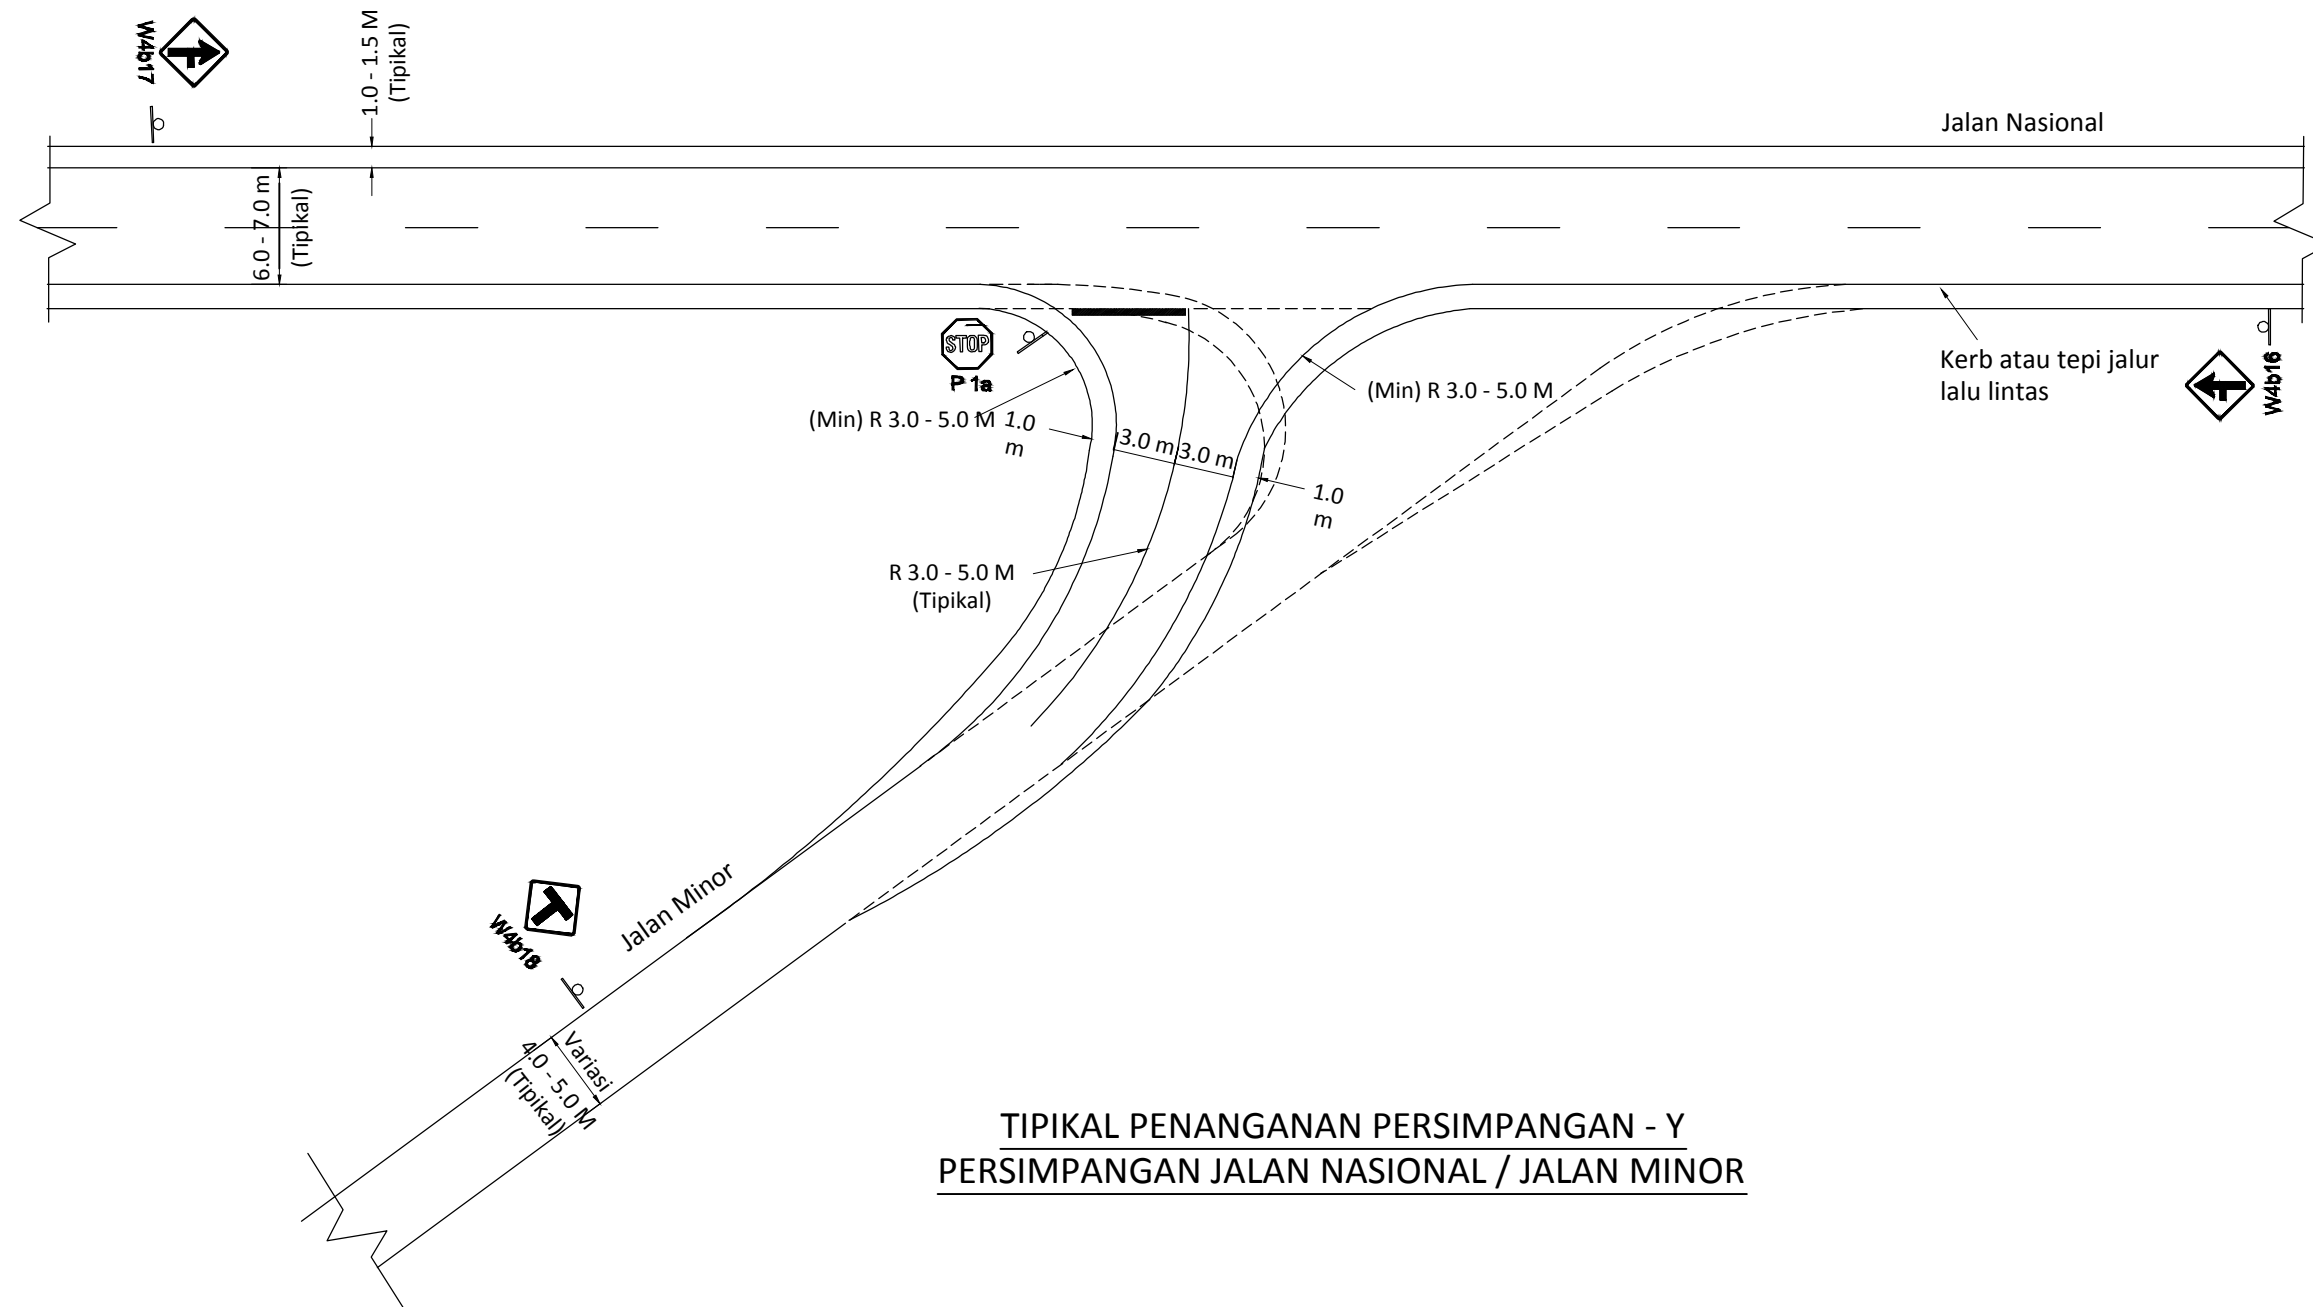 W4b17
1.0 - 1.5 M
(Tipikal)
Jalan Nasional
6.0 - 7.0 m
(Tipikal)
STOP
P 1a
(Min) R 3.0 - 5.0 M
1.0
m
3.0 m
3.0 m
(Min) R 3.0 - 5.0 M
Kerb atau tepi jalur
lalu lintas
W4b16
1.0
m
R 3.0 - 5.0 M
(Tipikal)
Jalan Minor
W4b18
Variasi
4.0 - 5.0 M
(Tipikal)
TIPIKAL PENANGANAN PERSIMPANGAN - Y
PERSIMPANGAN JALAN NASIONAL / JALAN MINOR